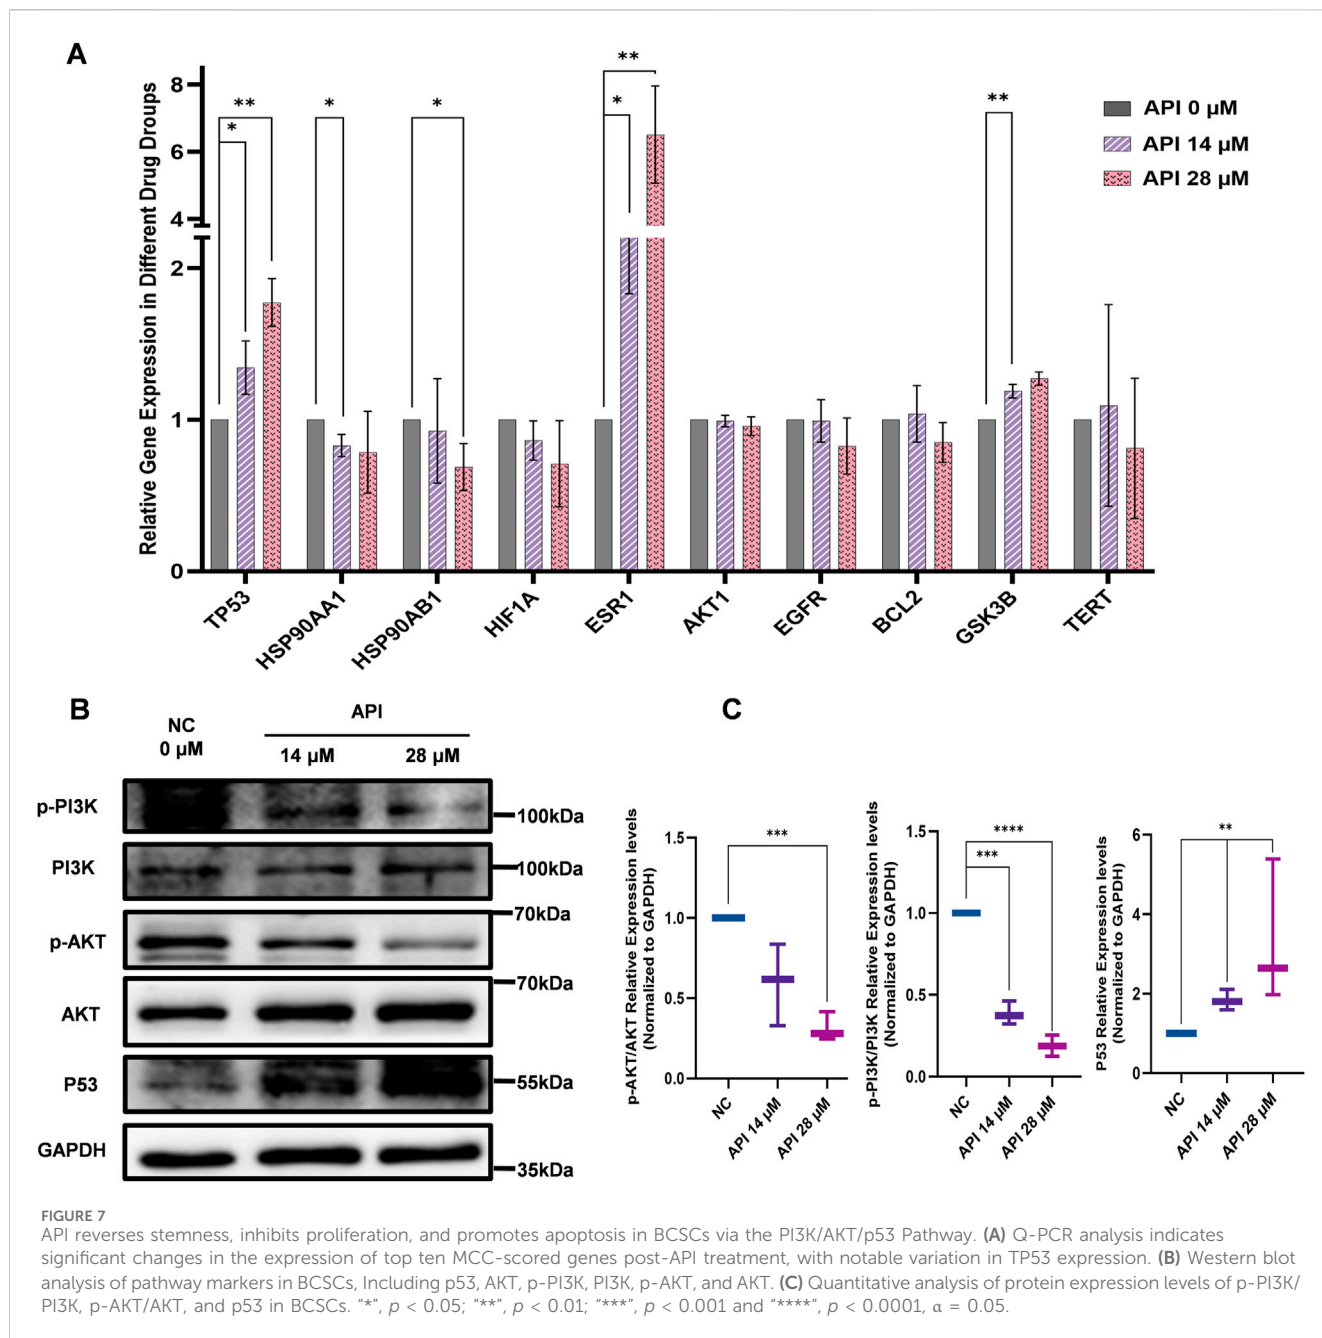 A
Relative Gene Expression in Different Drug Droups
8
6
4
2
1
0
**
*
*
*
**
*
**
API 0 μM
API 14 μM
API 28 μM
TP53
HSP90AA1
HSP90AB1
HIF1A
ESR1
AKT1
EGFR
BCL2
GSK3B
TERT
B
NC
0 μM
API
14 μM
28 μM
p-PI3K
100kDa
PI3K
100kDa
70kDa
p-AKT
70kDa
AKT
P53
55kDa
GAPDH
35kDa
C
p-AKT/AKT Relative Expression levels
(Normalized to GAPDH)
1.5
1.0
0.5
0.0
***
NC
API 14 μM
API 28 μM
p-PI3K/PI3K Relative Expression levels
(Normalized to GAPDH)
1.5
1.0
0.5
0.0
****
***
NC
API 14 μM
API 28 μM
P53 Relative Expression levels
(Normalized to GAPDH)
6
4
2
0
**
NC
API 14 μM
API 28 μM
FIGURE 7
API reverses stemness, inhibits proliferation, and promotes apoptosis in BCSCs via the PI3K/AKT/p53 Pathway. (A) Q-PCR analysis indicates
significant changes in the expression of top ten MCC-scored genes post-API treatment, with notable variation in TP53 expression. (B) Western blot
analysis of pathway markers in BCSCs, Including p53, AKT, p-PI3K, PI3K, p-AKT, and AKT. (C) Quantitative analysis of protein expression levels of p-PI3K/
PI3K, p-AKT/AKT, and p53 in BCSCs. “*”, p < 0.05; “**”, p < 0.01; “***”, p < 0.001 and “****”, p < 0.0001, α = 0.05.